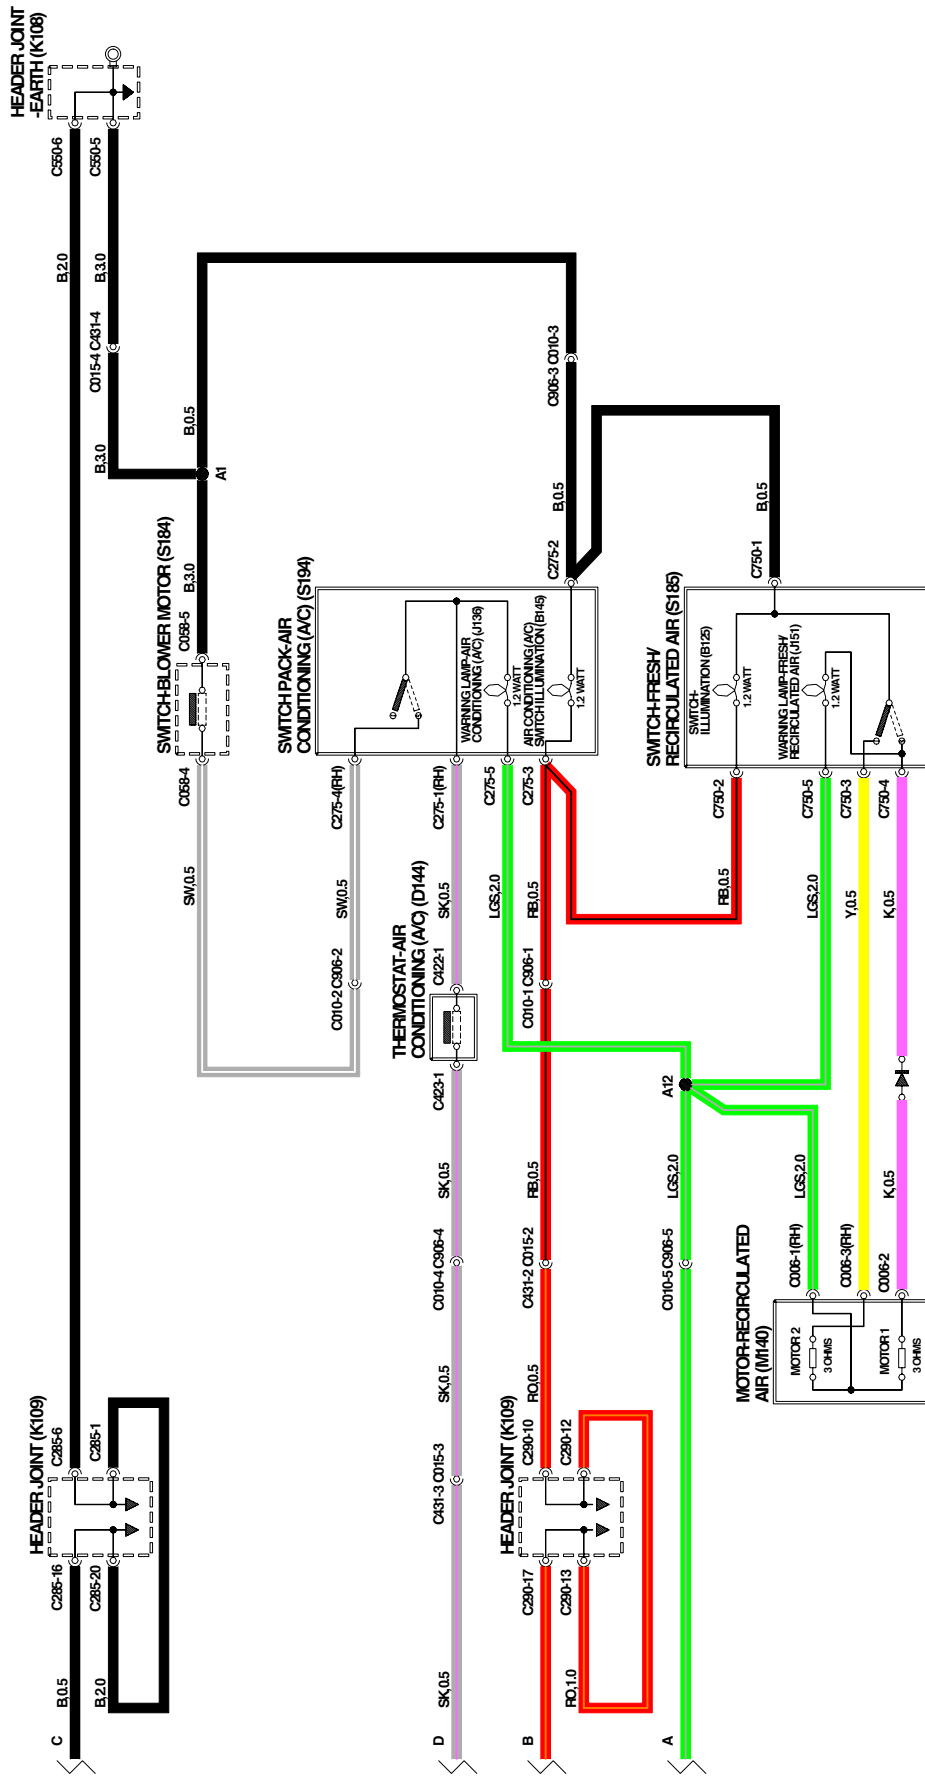 HEADER JOINT
-EARTH (K108)
C550-6
C550-5
B,2.0
B,3.0
C015-4 C431-4
B,3.0
B,0.5
A1
C906-3 C010-3
SWITCH-BLOWER MOTOR (S184)
C058-5
B,3.0
C058-4
SW,0.5
B,0.5
C275-2
B,0.5
C750-1
SWITCH PACK-AIR
CONDITIONING (A/C) (S194)
WARNING LAMP-AIR
CONDITIONING (A/C) (J136)
1.2 WATT
AIR CONDITIONING (A/C)
SWITCH ILLUMINATION (B145)
1.2 WATT
C275-4(RH)
C275-1(RH)
C275-5
C275-3
SWITCH-FRESH/
RECIRCULATED AIR (S185)
SWITCH-
ILLUMINATION (B125)
1.2 WATT
WARNING LAMP-FRESH/
RECIRCULATED AIR (J151)
1.2 WATT
C750-2
C750-5
C750-3
C750-4
SW,0.5
SK,0.5
LGS,2.0
RB,0.5
RB,0.5
LGS,2.0
Y,0.5
K,0.5
C010-2 C906-2
THERMOSTAT-AIR
CONDITIONING (A/C) (D144)
C422-1
C423-1
C010-1 C906-1
A12
SK,0.5
RB,0.5
LGS,2.0
LGS,2.0
K,0.5
C010-4 C906-4
C431-2 C015-2
C010-5 C906-5
MOTOR-RECIRCULATED
AIR (M140)
C006-1(RH)
C006-3(RH)
C006-2
MOTOR 2
3 OHMS
MOTOR 1
3 OHMS
SK,0.5
RO,0.5
HEADER JOINT (K109)
C285-6
C285-1
C285-16
C285-20
C431-3 C015-3
HEADER JOINT (K109)
C290-10
C290-12
C290-17
C290-13
B,0.5
B,2.0
SK,0.5
RO,1.0
C
D
B
A